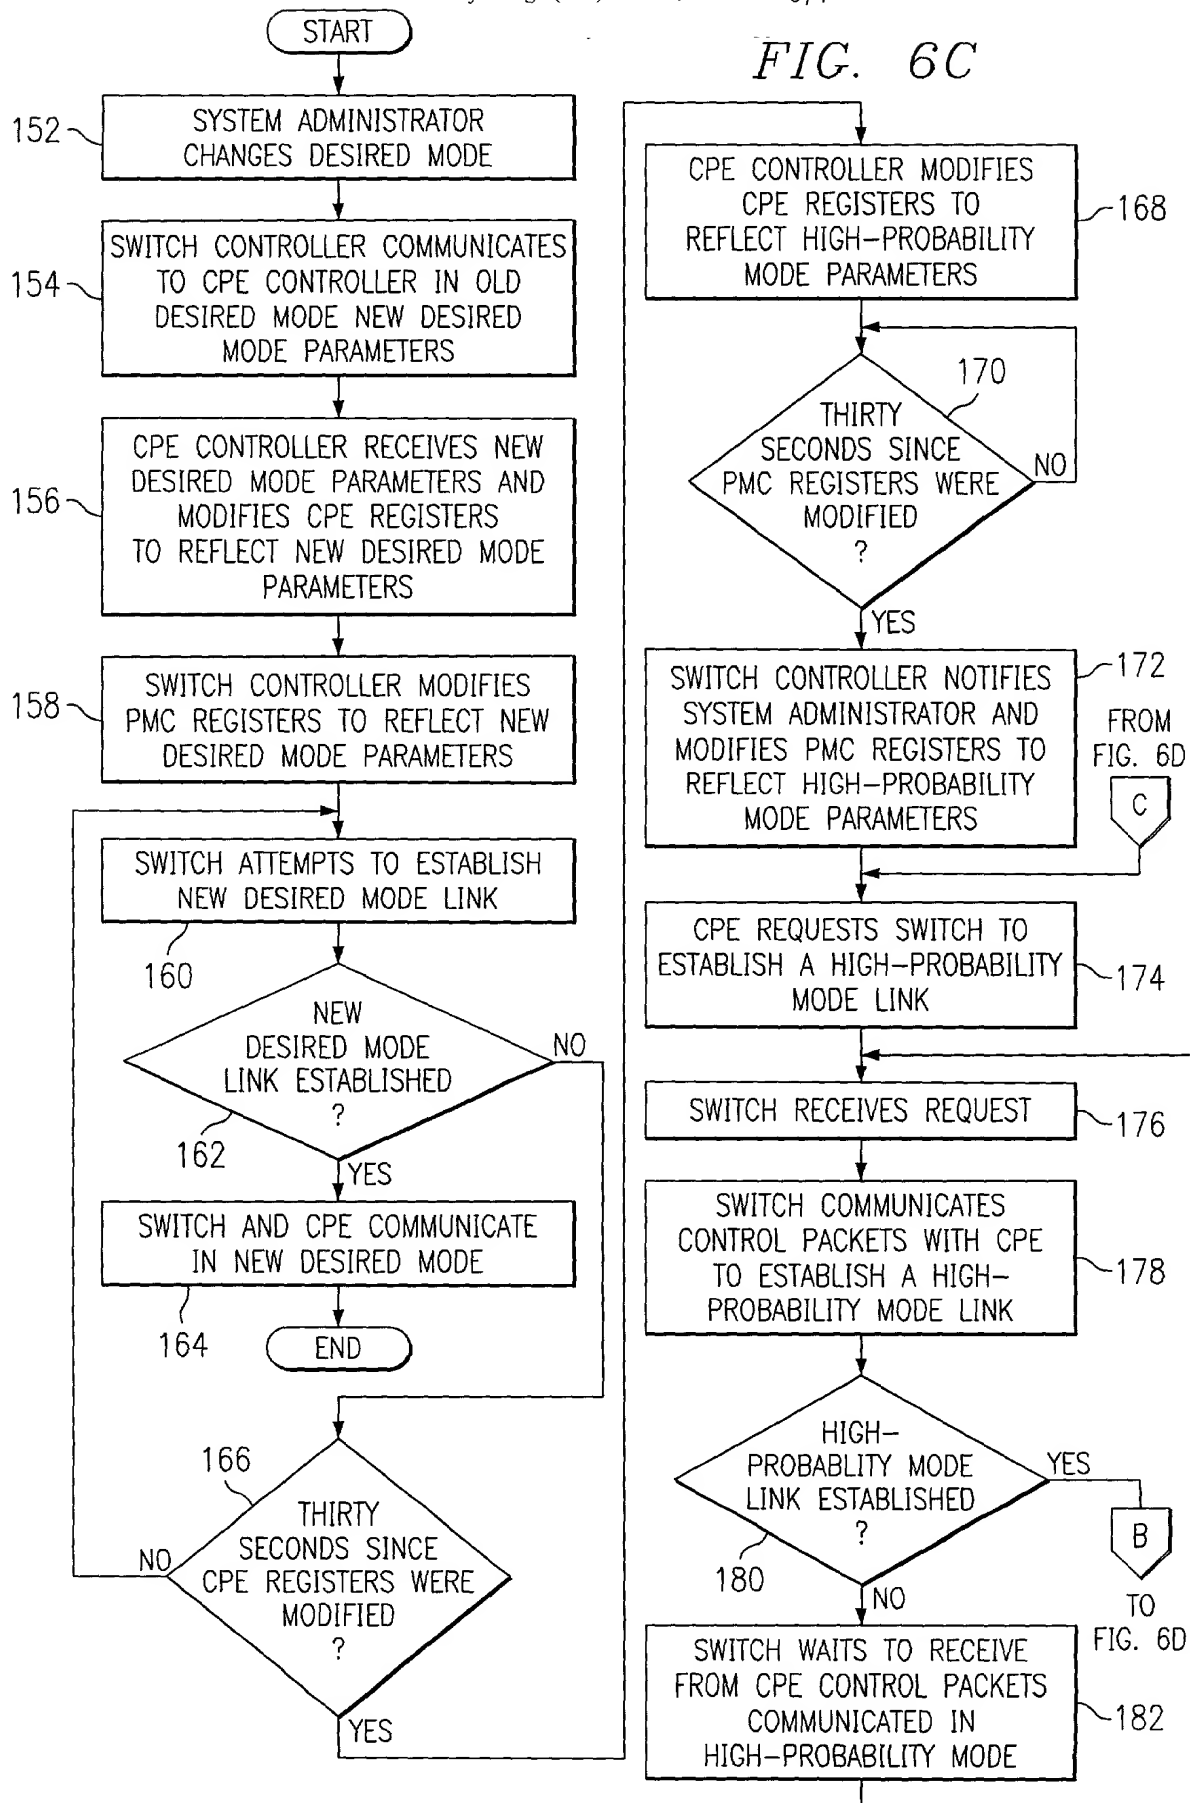 START
FIG. 6C
152
SYSTEM ADMINISTRATOR
CHANGES DESIRED MODE
154
SWITCH CONTROLLER COMMUNICATES
TO CPE CONTROLLER IN OLD
DESIRED MODE NEW DESIRED
MODE PARAMETERS
156
CPE CONTROLLER RECEIVES NEW
DESIRED MODE PARAMETERS AND
MODIFIES CPE REGISTERS
TO REFLECT NEW DESIRED MODE
PARAMETERS
158
SWITCH CONTROLLER MODIFIES
PMC REGISTERS TO REFLECT NEW
DESIRED MODE PARAMETERS
SWITCH ATTEMPTS TO ESTABLISH
NEW DESIRED MODE LINK
160
NEW
DESIRED MODE
LINK ESTABLISHED
?
NO
162
YES
SWITCH AND CPE COMMUNICATE
IN NEW DESIRED MODE
164
END
166
THIRTY
SECONDS SINCE
CPE REGISTERS WERE
MODIFIED
?
NO
YES
CPE CONTROLLER MODIFIES
CPE REGISTERS TO
REFLECT HIGH-PROBABILITY
MODE PARAMETERS
168
170
THIRTY
SECONDS SINCE
PMC REGISTERS WERE
MODIFIED
?
NO
YES
SWITCH CONTROLLER NOTIFIES
SYSTEM ADMINISTRATOR AND
MODIFIES PMC REGISTERS TO
REFLECT HIGH-PROBABILITY
MODE PARAMETERS
172
FROM
FIG. 6D
C
CPE REQUESTS SWITCH TO
ESTABLISH A HIGH-PROBABILITY
MODE LINK
174
SWITCH RECEIVES REQUEST
176
SWITCH COMMUNICATES
CONTROL PACKETS WITH CPE
TO ESTABLISH A HIGH-
PROBABILITY MODE LINK
178
HIGH-
PROBABLITY MODE
LINK ESTABLISHED
?
YES
180
NO
B
TO
FIG. 6D
SWITCH WAITS TO RECEIVE
FROM CPE CONTROL PACKETS
COMMUNICATED IN
HIGH-PROBABILITY MODE
182